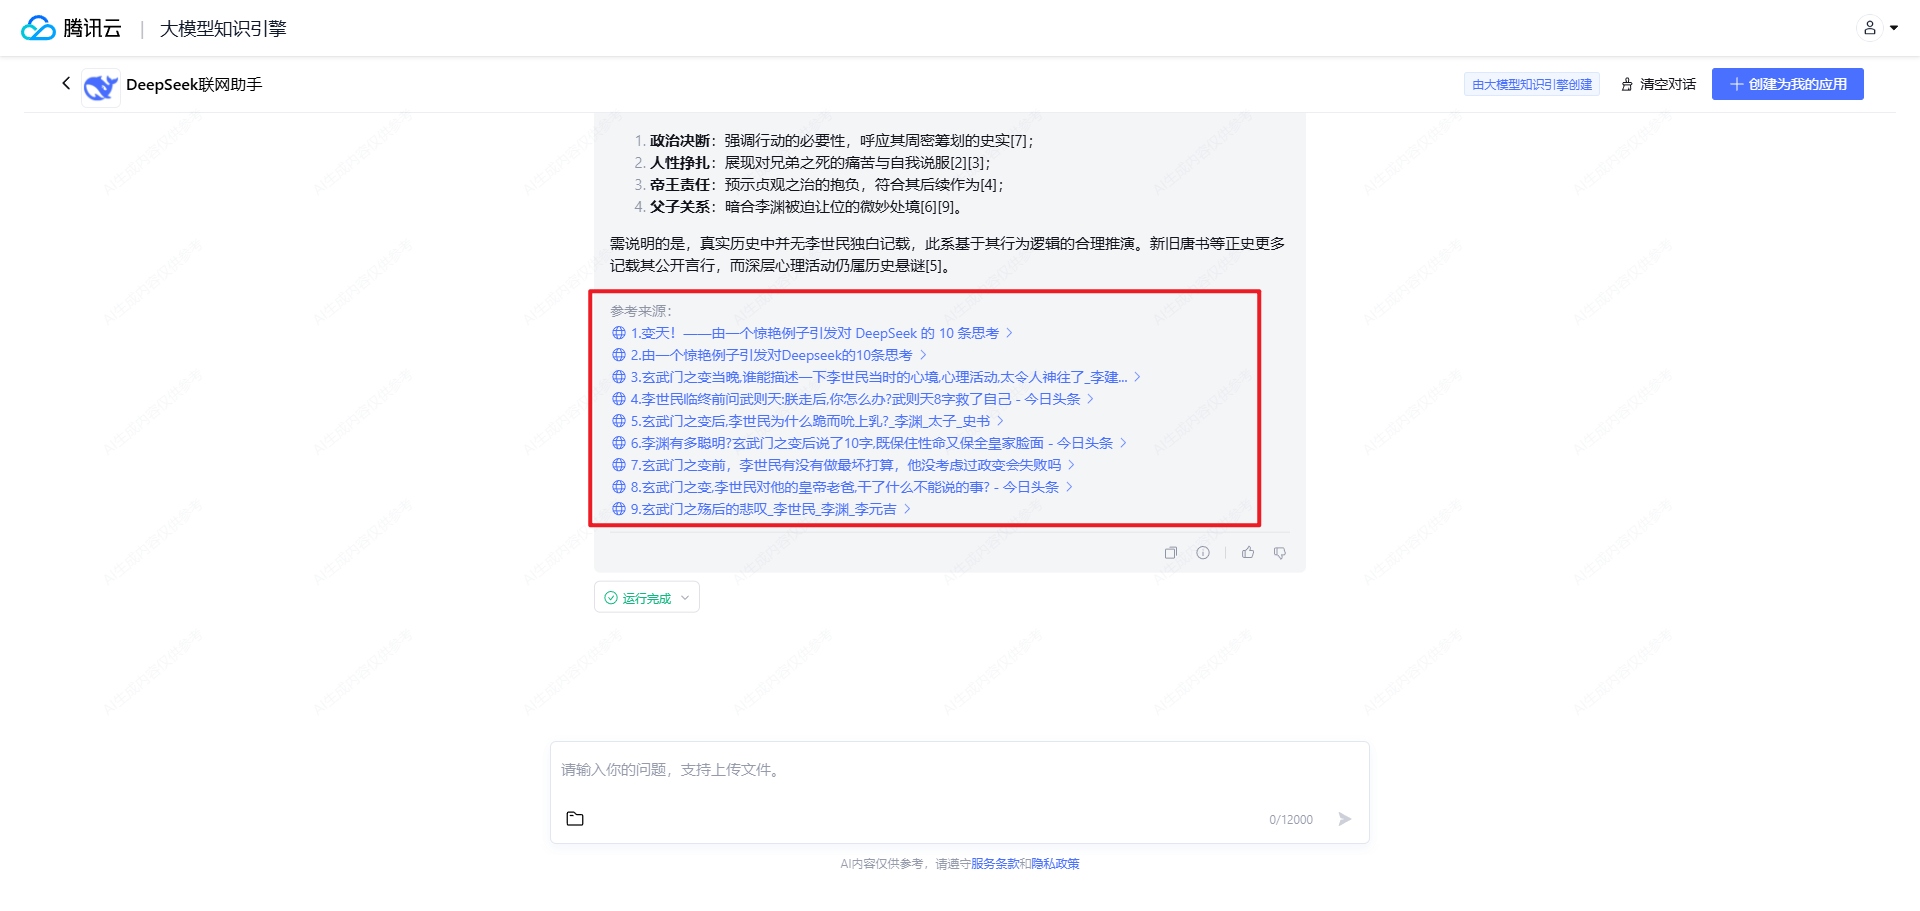 腾讯云 | 大模型知识引擎
DeepSeek联网助手
由大模型知识引擎创建
清空对话
创建为我的应用
1. 政治决断：强调行动的必要性，呼应其周密筹划的史实[7]；
2. 人性挣扎：展现对兄弟之死的痛苦与自我说服[2][3]；
3. 帝王责任：预示贞观之治的抱负，符合其后续作为[4]；
4. 父子关系：暗合李渊被迫让位的微妙处境[6][9]。
需说明的是，真实历史中并无李世民独白记载，此系基于其行为逻辑的合理推演。新旧唐书等正史更多
记载其公开言行，而深层心理活动仍属历史悬谜[5]。
参考来源：
1.变天！——由一个惊艳例子引发对 DeepSeek 的 10 条思考
2.由一个惊艳例子引发对Deepseek的10条思考
3.玄武门之变当晚,谁能描述一下李世民当时的心境,心理活动,太令人神往了_李建...
4.李世民临终前问武则天:朕走后,你怎么办?武则天8字救了自己 - 今日头条
5.玄武门之变后,李世民为什么跪而吮上乳?_李渊_太子_史书
6.李渊有多聪明?玄武门之变后说了10字,既保住性命又保全皇家脸面 - 今日头条
7.玄武门之变前，李世民有没有做最坏打算，他没考虑过政变会失败吗
8.玄武门之变,李世民对他的皇帝老爸,干了什么不能说的事? - 今日头条
9.玄武门之殇后的悲叹_李世民_李渊_李元吉
运行完成
请输入你的问题，支持上传文件。
0/12000
AI内容仅供参考，请遵守服务条款和隐私政策
AI生成内容仅供参考